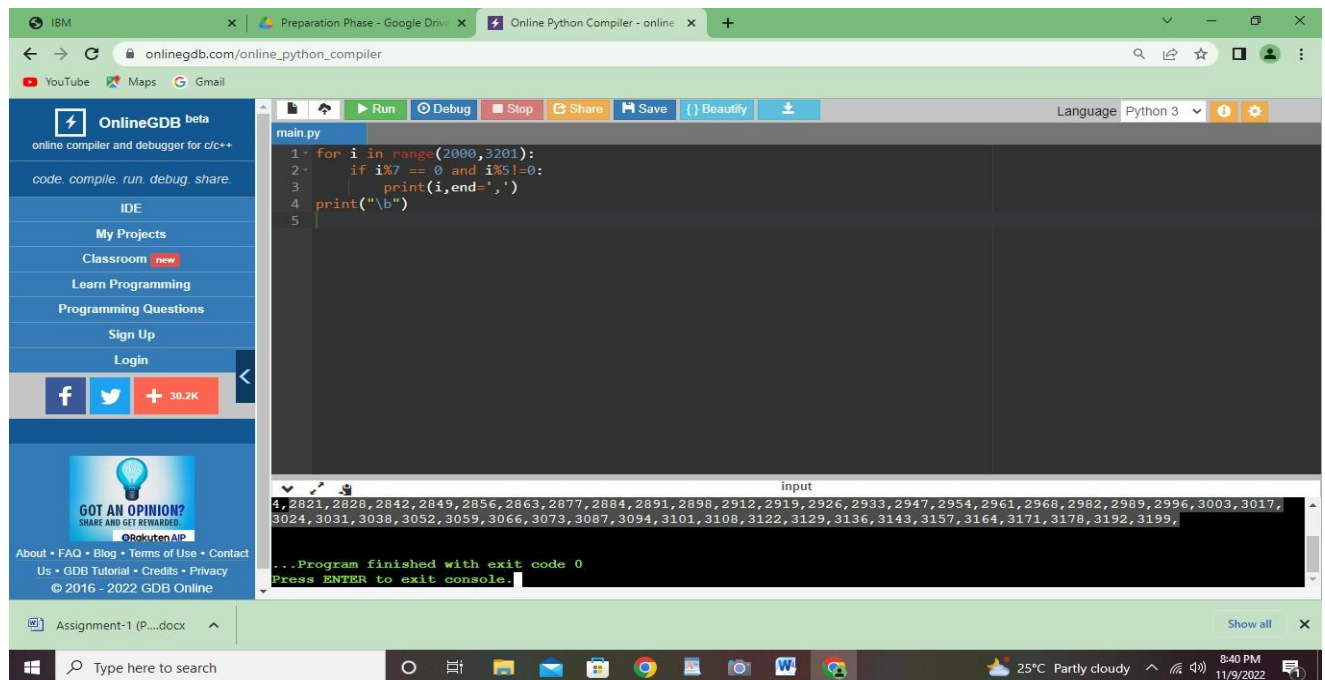 IBM
Preparation Phase - Google Drive
Online Python Compiler - online
onlinegdb.com/online_python_compiler
YouTube Maps Gmail
OnlineGDB beta
online compiler and debugger for c/c++
code. compile. run. debug. share.
IDE
My Projects
Classroom new
Learn Programming
Programming Questions
Sign Up
Login
f + 30.2K
GOT AN OPINION?
SHARE AND GET REWARDED.
Rakuten AIP
About • FAQ • Blog • Terms of Use • Contact
Us • GDB Tutorial • Credits • Privacy
© 2016 - 2022 GDB Online
Run Debug Stop Share Save {} Beautify
Language Python 3
main.py
1 for i in range(2000,3201):
2 if i%7 == 0 and i%5!=0:
3 print(i,end=',')
4 print("\b")
5
input
4,2821,2828,2842,2849,2856,2863,2877,2884,2891,2898,2912,2919,2926,2933,2947,2954,2961,2968,2982,2989,2996,3003,3017,
3024,3031,3038,3052,3059,3066,3073,3087,3094,3101,3108,3122,3129,3136,3143,3157,3164,3171,3178,3192,3199,
...Program finished with exit code 0
Press ENTER to exit console.
Assignment-1 (P....docx
Show all
Type here to search
25°C Partly cloudy
8:40 PM
11/9/2022